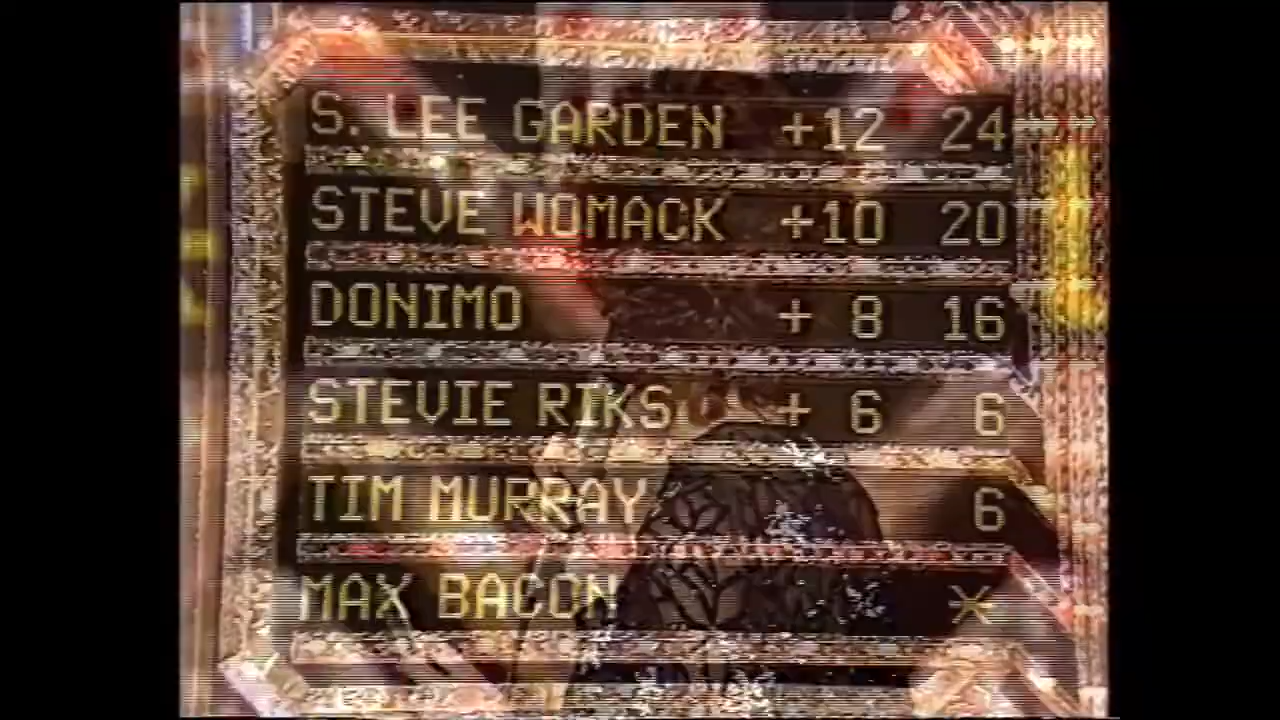 S. LEE GARDEN +12 24
STEVE WOMACK +10 20
DONIMO + 8 16
STEVIE RIKS + 6 6
TIM MURRAY 6
MAX BACON X